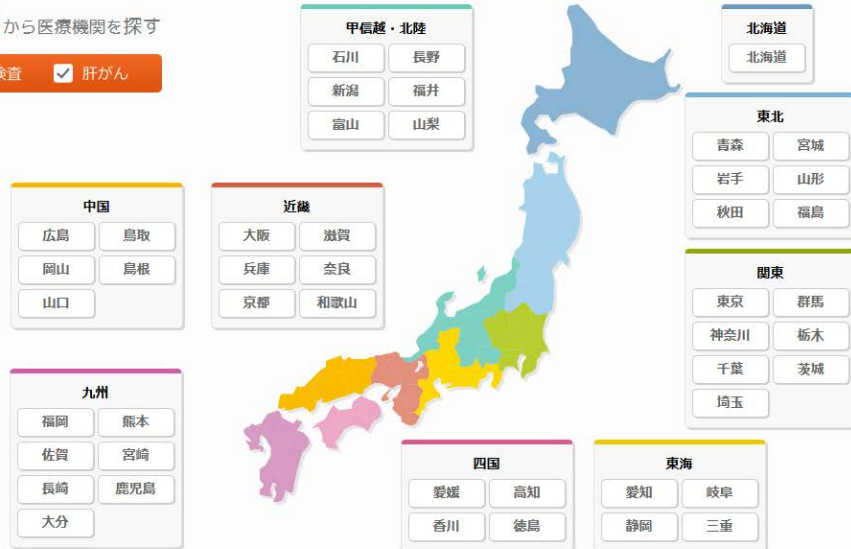 から医療機関を探す
検査 肝がん
甲信越・北陸
石川 長野
新潟 福井
富山 山梨
北海道
北海道
東北
青森 宮城
岩手 山形
秋田 福島
中国
広島 鳥取
岡山 島根
山口
近畿
大阪 滋賀
兵庫 奈良
京都 和歌山
関東
東京 群馬
神奈川 栃木
千葉 茨城
埼玉
九州
福岡 熊本
佐賀 宮崎
長崎 鹿児島
大分
四国
愛媛 高知
香川 徳島
東海
愛知 岐阜
静岡 三重